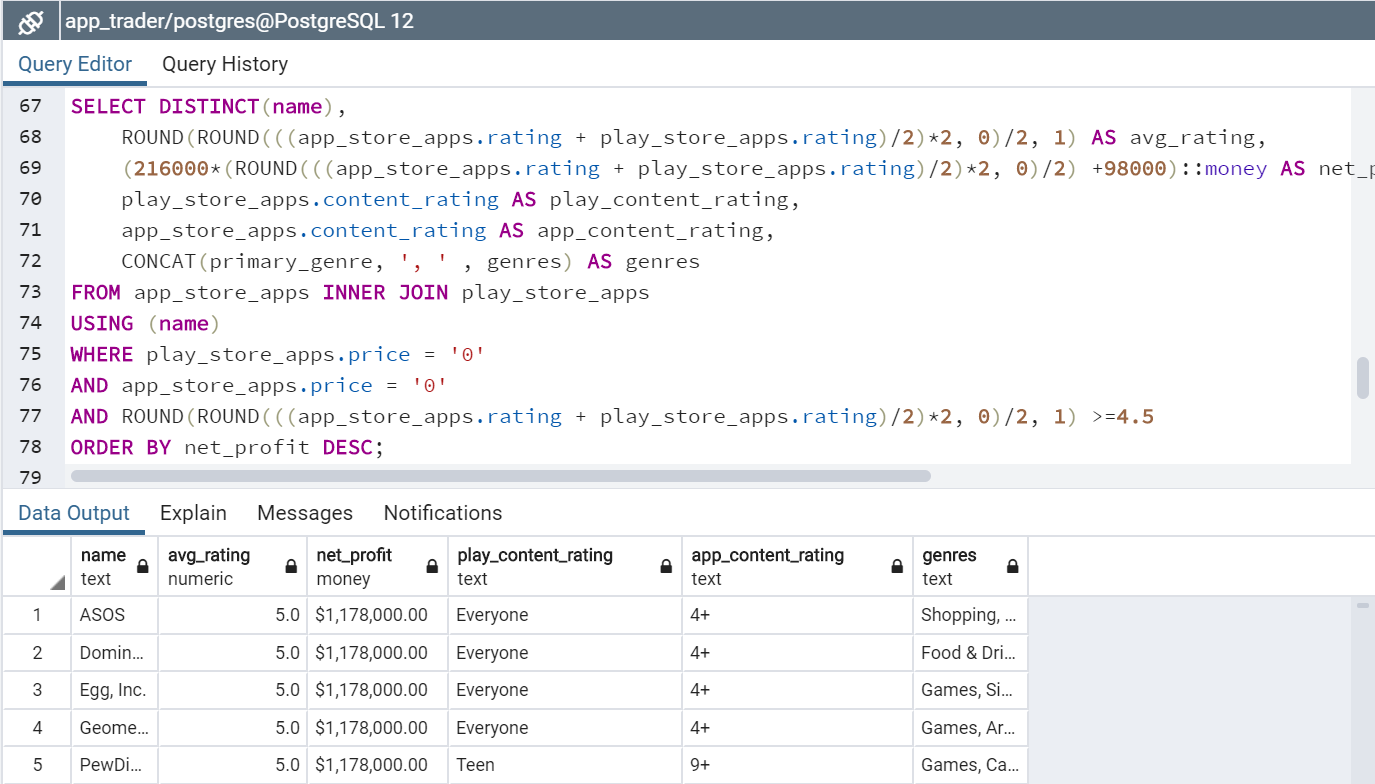 app_trader/postgres@PostgreSQL 12
Query Editor Query History
67 SELECT DISTINCT(name),
68 ROUND(ROUND(((app_store_apps.rating + play_store_apps.rating)/2)*2, 0)/2, 1) AS avg_rating,
69 (216000*(ROUND(((app_store_apps.rating + play_store_apps.rating)/2)*2, 0)/2) +98000)::money AS net_p
70 play_store_apps.content_rating AS play_content_rating,
71 app_store_apps.content_rating AS app_content_rating,
72 CONCAT(primary_genre, ', ' , genres) AS genres
73 FROM app_store_apps INNER JOIN play_store_apps
74 USING (name)
75 WHERE play_store_apps.price = '0'
76 AND app_store_apps.price = '0'
77 AND ROUND(ROUND(((app_store_apps.rating + play_store_apps.rating)/2)*2, 0)/2, 1) >=4.5
78 ORDER BY net_profit DESC;
79
Data Output Explain Messages Notifications
name avg_rating net_profit play_content_rating app_content_rating genres
text numeric money text text text
1 ASOS 5.0 $1,178,000.00 Everyone 4+ Shopping, ...
2 Domin... 5.0 $1,178,000.00 Everyone 4+ Food & Dri...
3 Egg, Inc. 5.0 $1,178,000.00 Everyone 4+ Games, Si...
4 Geome... 5.0 $1,178,000.00 Everyone 4+ Games, Ar...
5 PewDi... 5.0 $1,178,000.00 Teen 9+ Games, Ca...